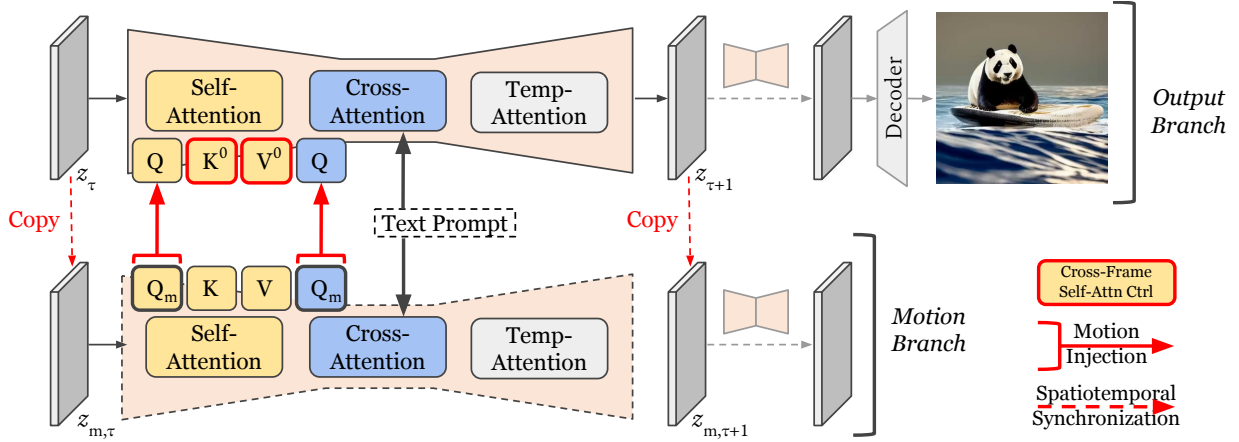 Self-
Attention
Cross-
Attention
Temp-
Attention
Decoder
Output
Branch
Q
K⁰
V⁰
Q
z_τ
z_τ+1
Copy
Text Prompt
Copy
Q_m
K
V
Q_m
Self-
Attention
Cross-
Attention
Temp-
Attention
Motion
Branch
z_m,τ
z_m,τ+1
Cross-Frame
Self-Attn Ctrl
Motion
Injection
Spatiotemporal
Synchronization